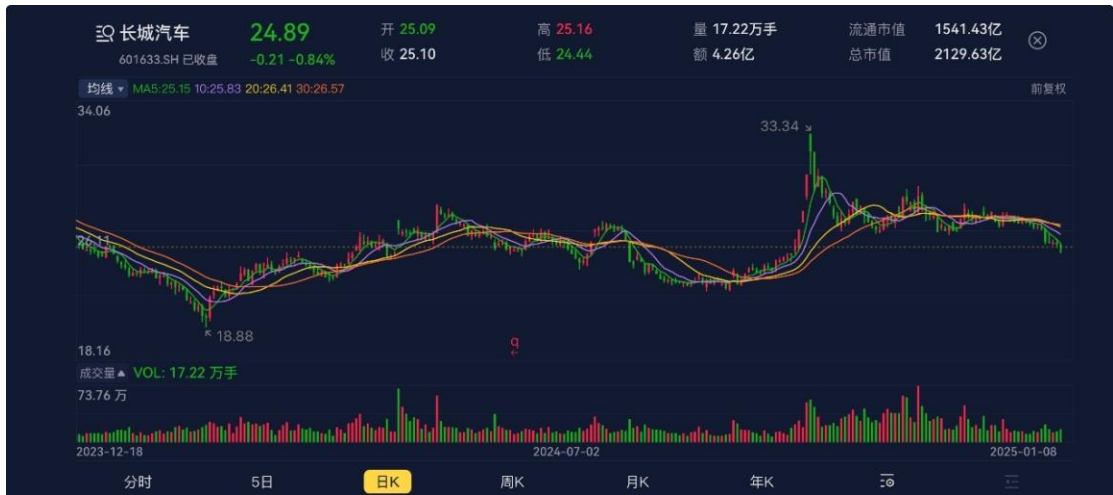 长城汽车 24.89 开 25.09 高 25.16 量 17.22万手 流通市值 1541.43亿
601633.SH 已收盘 -0.21 -0.84% 收 25.10 低 24.44 额 4.26亿 总市值 2129.63亿
均线 MA5:25.15 10:25.83 20:26.41 30:26.57 前复权
34.06
33.34
26.11
18.88
q
18.16
成交量 VOL: 17.22 万手
73.76 万
2023-12-18 2024-07-02 2025-01-08
分时 5日 日K 周K 月K 年K